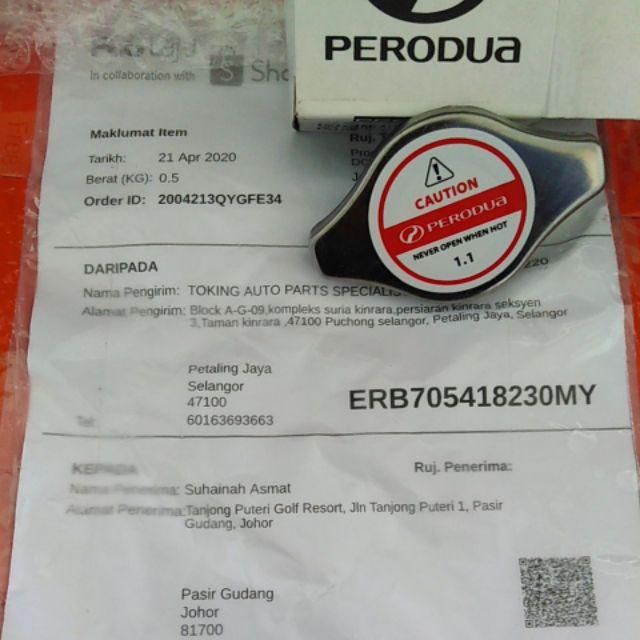 PERODUA
In collaboration with S Sho
Maklumat Item
Tarikh: 21 Apr 2020
Berat (KG): 0.5
Order ID: 2004213QYGFE34
Ruj.
CAUTION
PERODUA
NEVER OPEN WHEN HOT
1.1
DARIPADA
220
Nama Pengirim: TOKING AUTO PARTS SPECIALIS
Alamat Pengirim: Block A-G-09,kompleks suria kinrara,persiaran kinrara seksyen
3,Taman kinrara ,47100 Puchong selangor, Petaling Jaya, Selangor
Petaling Jaya
Selangor
47100
Tel: 60163693663
ERB705418230MY
KEPADA
Ruj. Penerima:
Nama Penerima: Suhainah Asmat
Alamat Penerima: Tanjong Puteri Golf Resort, Jln Tanjong Puteri 1, Pasir
Gudang, Johor
Pasir Gudang
Johor
81700